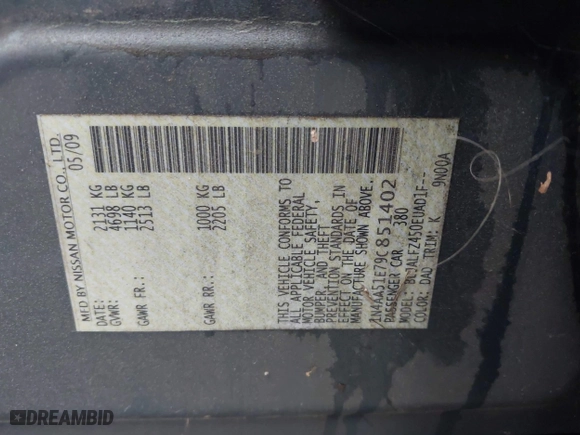 MFD BY NISSAN MOTOR CO., LTD.
DATE: 05/09
GVWR: 2131 KG
4698 LB
GAWR FR: 1140 KG
2513 LB
GAWR RR: 1000 KG
2205 LB
THIS VEHICLE CONFORMS TO
ALL APPLICABLE FEDERAL
MOTOR VEHICLE SAFETY,
BUMPER, AND THEFT
PREVENTION STANDARDS IN
EFFECT ON THE DATE OF
MANUFACTURE SHOWN ABOVE.
1N4AA51E79C851402
PASSENGER CAR 380
COLOR: DAD TRIM: K 9N00A
DREAMBID